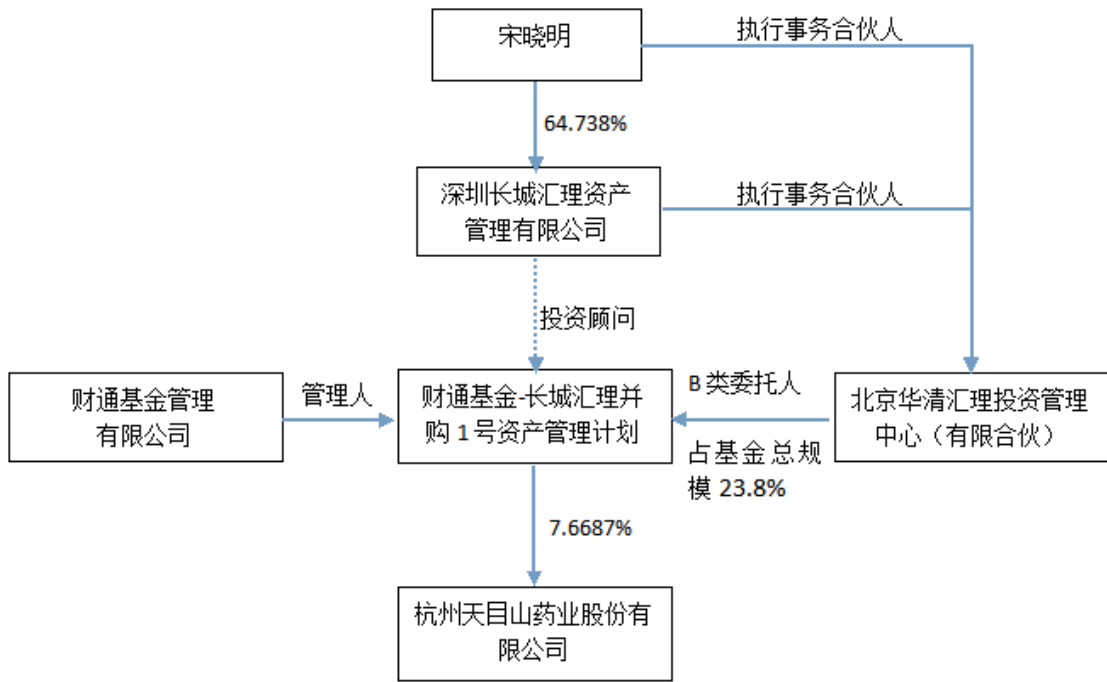 宋晓明
执行事务合伙人
64.738%
深圳长城汇理资产
管理有限公司
执行事务合伙人
投资顾问
财通基金管理
有限公司
管理人
财通基金-长城汇理并
购 1 号资产管理计划
B 类委托人
占基金总规
模 23.8%
北京华清汇理投资管理
中心（有限合伙）
7.6687%
杭州天目山药业股份有
限公司